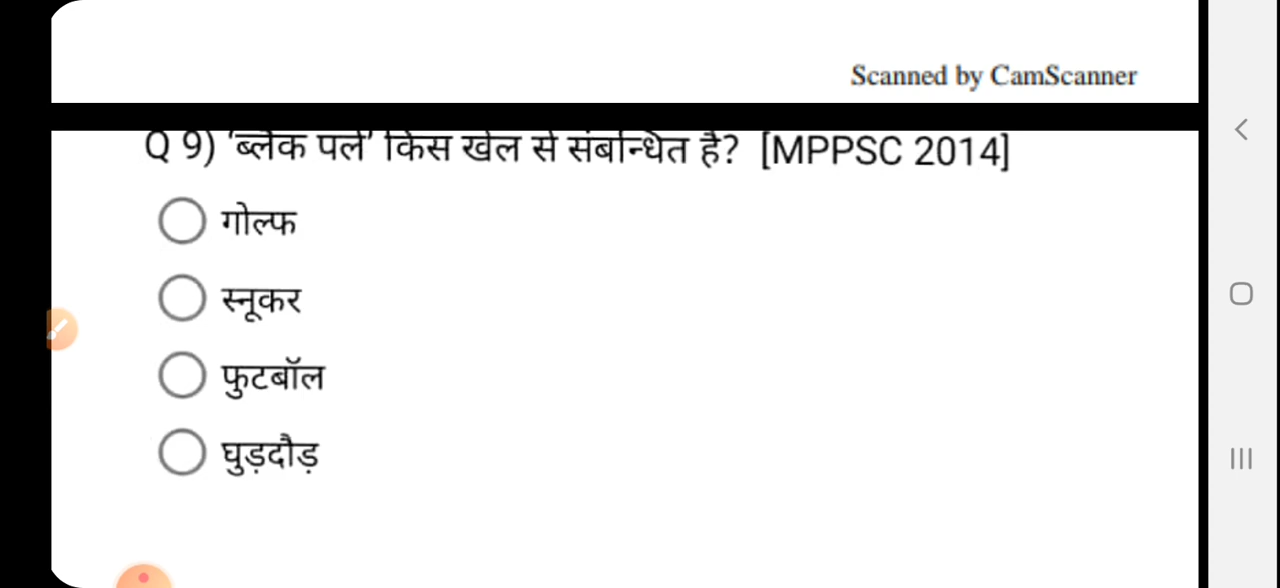 Scanned by CamScanner
Q 9) 'ब्लैक पर्ल' किस खेल से संबन्धित है? [MPPSC 2014]
गोल्फ
स्नूकर
फुटबॉल
घुड़दौड़